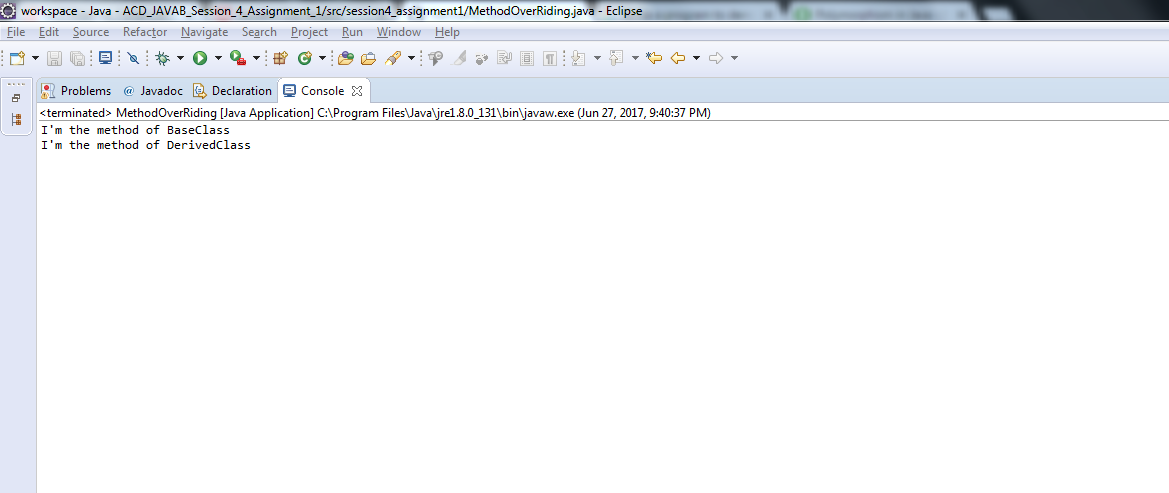 workspace - Java - ACD_JAVAB_Session_4_Assignment_1/src/session4_assignment1/MethodOverRiding.java - Eclipse
File Edit Source Refactor Navigate Search Project Run Window Help
Problems @ Javadoc Declaration Console
<terminated> MethodOverRiding [Java Application] C:\Program Files\Java\jre1.8.0_131\bin\javaw.exe (Jun 27, 2017, 9:40:37 PM)
I'm the method of BaseClass
I'm the method of DerivedClass